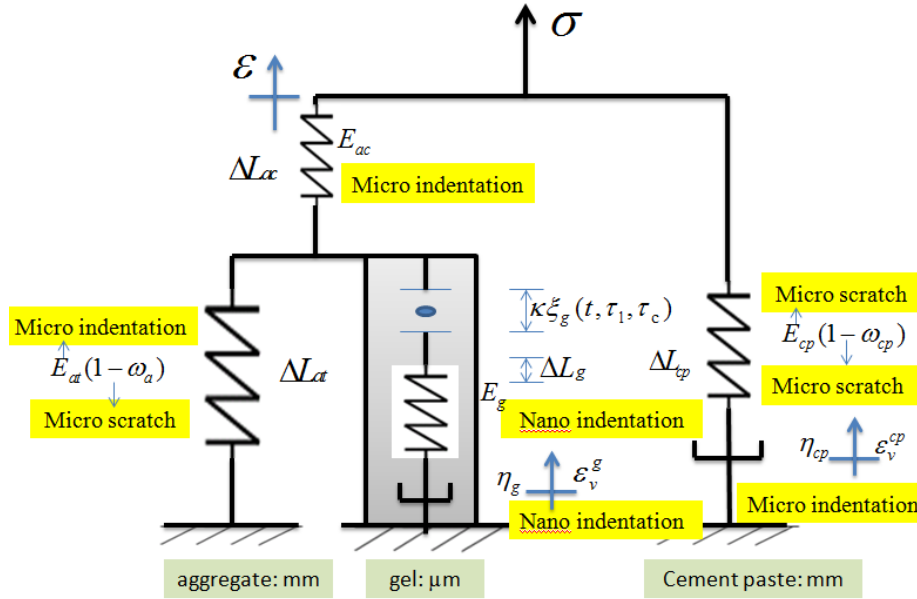 σ
ε
E_ac
ΔL_ac
Micro indentation
κξ_g(t, τ_1, τ_c)
Micro scratch
Micro indentation
E_cp(1−ω_cp)
E_at(1−ω_a)
ΔL_at
ΔL_g
ΔL_cp
Micro scratch
E_g
Micro scratch
Nano indentation
η_g
ε_v^g
η_cp
ε_v^cp
Nano indentation
Micro indentation
aggregate: mm
gel: μm
Cement paste: mm